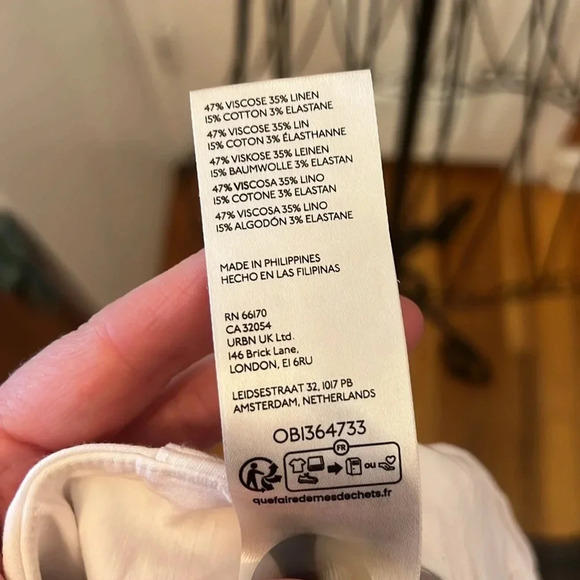 47% VISCOSE 35% LINEN
15% COTTON 3% ELASTANE
47% VISCOSE 35% LIN
15% COTON 3% ÉLASTHANNE
47% VISKOSE 35% LEINEN
15% BAUMWOLLE 3% ELASTAN
47% VISCOSA 35% LINO
15% COTONE 3% ELASTAN
47% VISCOSA 35% LINO
15% ALGODÓN 3% ELASTANE
MADE IN PHILIPPINES
HECHO EN LAS FILIPINAS
RN 66170
CA 32054
URBN UK Ltd.
146 Brick Lane,
LONDON, E1 6RU
LEIDSESTRAAT 32, 1017 PB
AMSTERDAM, NETHERLANDS
OB1364733
FR
ou
quefairedemesdechets.fr